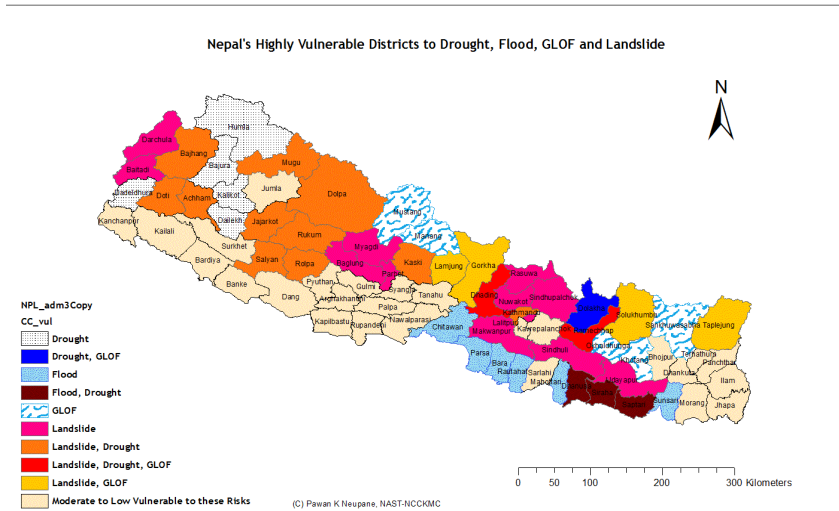 Nepal's Highly Vulnerable Districts to Drought, Flood, GLOF and Landslide
N
Humla
Darchula
Bajhang
Mugu
Baitadi
Bajura
Dolpa
Dadeldhura
Doti
Achham
Kalikot
Jumla
Mustang
Kanchanpur
Dailekh
Jajarkot
Kailali
Rukum
Manang
Surkhet
Myagdi
Bardiya
Salyan
Rolpa
Baglung
Kaski
Lamjung
Gorkha
Rasuwa
Banke
Pyuthan
Parbat
Dang
Gulmi
Syangja
Tanahu
Dhading
Nuwakot
Sindhupalchok
Dolakha
Solukhumbu
Sankhuwasabha
Taplejung
Arghakhanchi
Palpa
Kathmandu
Kapilbastu
Rupandehi
Nawalparasi
Chitawan
Lalitpur
Makwanpur
Kavrepalanchok
Ramechhap
Okhaldhunga
Khotang
Bhojpur
Terhathum
Panchthar
Parsa
Bara
Rautahat
Sarlahi
Sindhuli
Mahottari
Udayapur
Dhankuta
Ilam
Sunsari
Morang
Jhapa
NPL_adm3Copy
CC_vul
Drought
Drought, GLOF
Flood
Flood, Drought
GLOF
Landslide
Landslide, Drought
Landslide, Drought, GLOF
Landslide, GLOF
Moderate to Low Vulnerable to these Risks
0 50 100 200 300 Kilometers
(C) Pawan K Neupane, NAST-NCCKMC